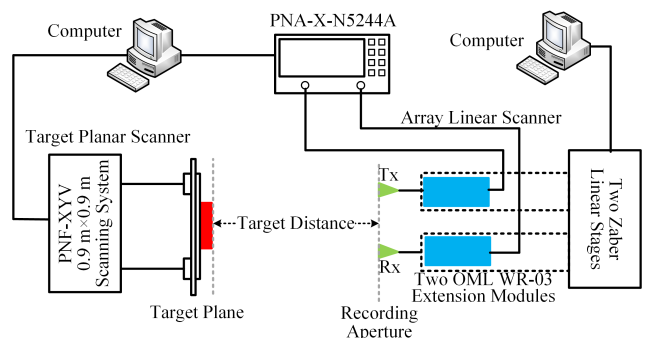 PNA-X-N5244A
Computer
Computer
Array Linear Scanner
Target Planar Scanner
PNF-XYV
0.9 m×0.9 m
Scanning System
Target Distance
Tx
Rx
Two Zaber
Linear Stages
Two OML WR-03
Extension Modules
Target Plane
Recording
Aperture